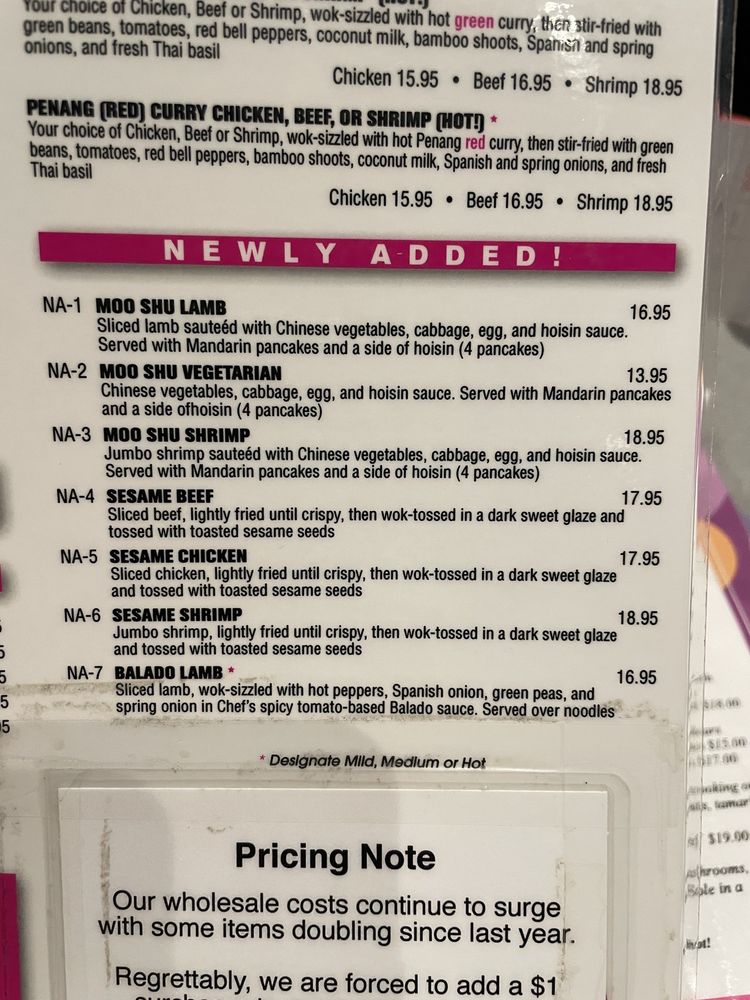 (HOT!)
Your choice of Chicken, Beef or Shrimp, wok-sizzled with hot green curry, then stir-fried with
green beans, tomatoes, red bell peppers, coconut milk, bamboo shoots, Spanish and spring
onions, and fresh Thai basil
Chicken 15.95 • Beef 16.95 • Shrimp 18.95
PENANG (RED) CURRY CHICKEN, BEEF, OR SHRIMP (HOT!) *
Your choice of Chicken, Beef or Shrimp, wok-sizzled with hot Penang red curry, then stir-fried with green
beans, tomatoes, red bell peppers, bamboo shoots, coconut milk, Spanish and spring onions, and fresh
Thai basil
Chicken 15.95 • Beef 16.95 • Shrimp 18.95
NEWLY ADDED!
NA-1 MOO SHU LAMB 16.95
Sliced lamb sauteéd with Chinese vegetables, cabbage, egg, and hoisin sauce.
Served with Mandarin pancakes and a side of hoisin (4 pancakes)
NA-2 MOO SHU VEGETARIAN 13.95
Chinese vegetables, cabbage, egg, and hoisin sauce. Served with Mandarin pancakes
and a side ofhoisin (4 pancakes)
NA-3 MOO SHU SHRIMP 18.95
Jumbo shrimp sauteéd with Chinese vegetables, cabbage, egg, and hoisin sauce.
Served with Mandarin pancakes and a side of hoisin (4 pancakes)
NA-4 SESAME BEEF 17.95
Sliced beef, lightly fried until crispy, then wok-tossed in a dark sweet glaze and
tossed with toasted sesame seeds
NA-5 SESAME CHICKEN 17.95
Sliced chicken, lightly fried until crispy, then wok-tossed in a dark sweet glaze
and tossed with toasted sesame seeds
NA-6 SESAME SHRIMP 18.95
Jumbo shrimp, lightly fried until crispy, then wok-tossed in a dark sweet glaze
and tossed with toasted sesame seeds
NA-7 BALADO LAMB * 16.95
Sliced lamb, wok-sizzled with hot peppers, Spanish onion, green peas, and
spring onion in Chef's spicy tomato-based Balado sauce. Served over noodles
* Designate Mild, Medium or Hot
Pricing Note
Our wholesale costs continue to surge
with some items doubling since last year.
Regrettably, we are forced to add a $1
$15.00
$19.00
in a